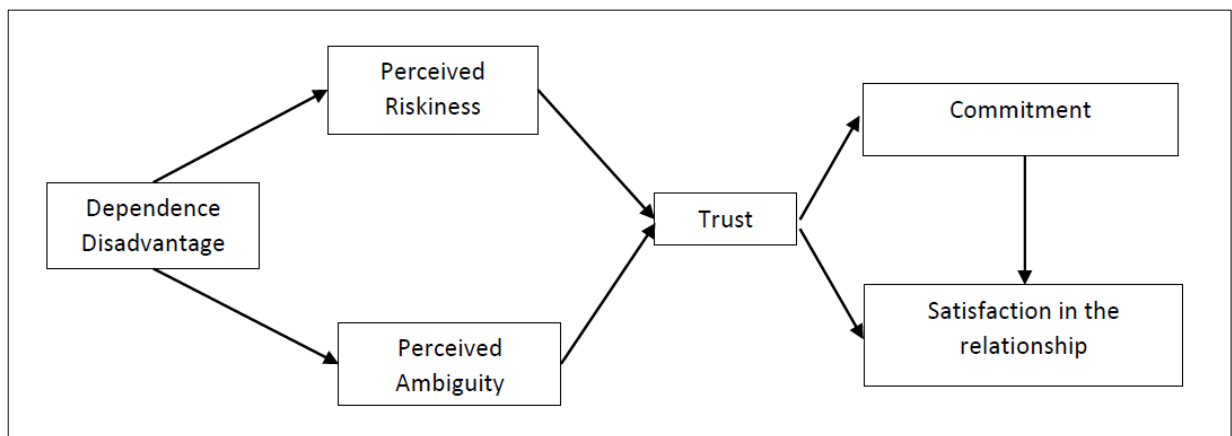 Perceived
Riskiness
Commitment
Dependence
Disadvantage
Trust
Satisfaction in the
relationship
Perceived
Ambiguity